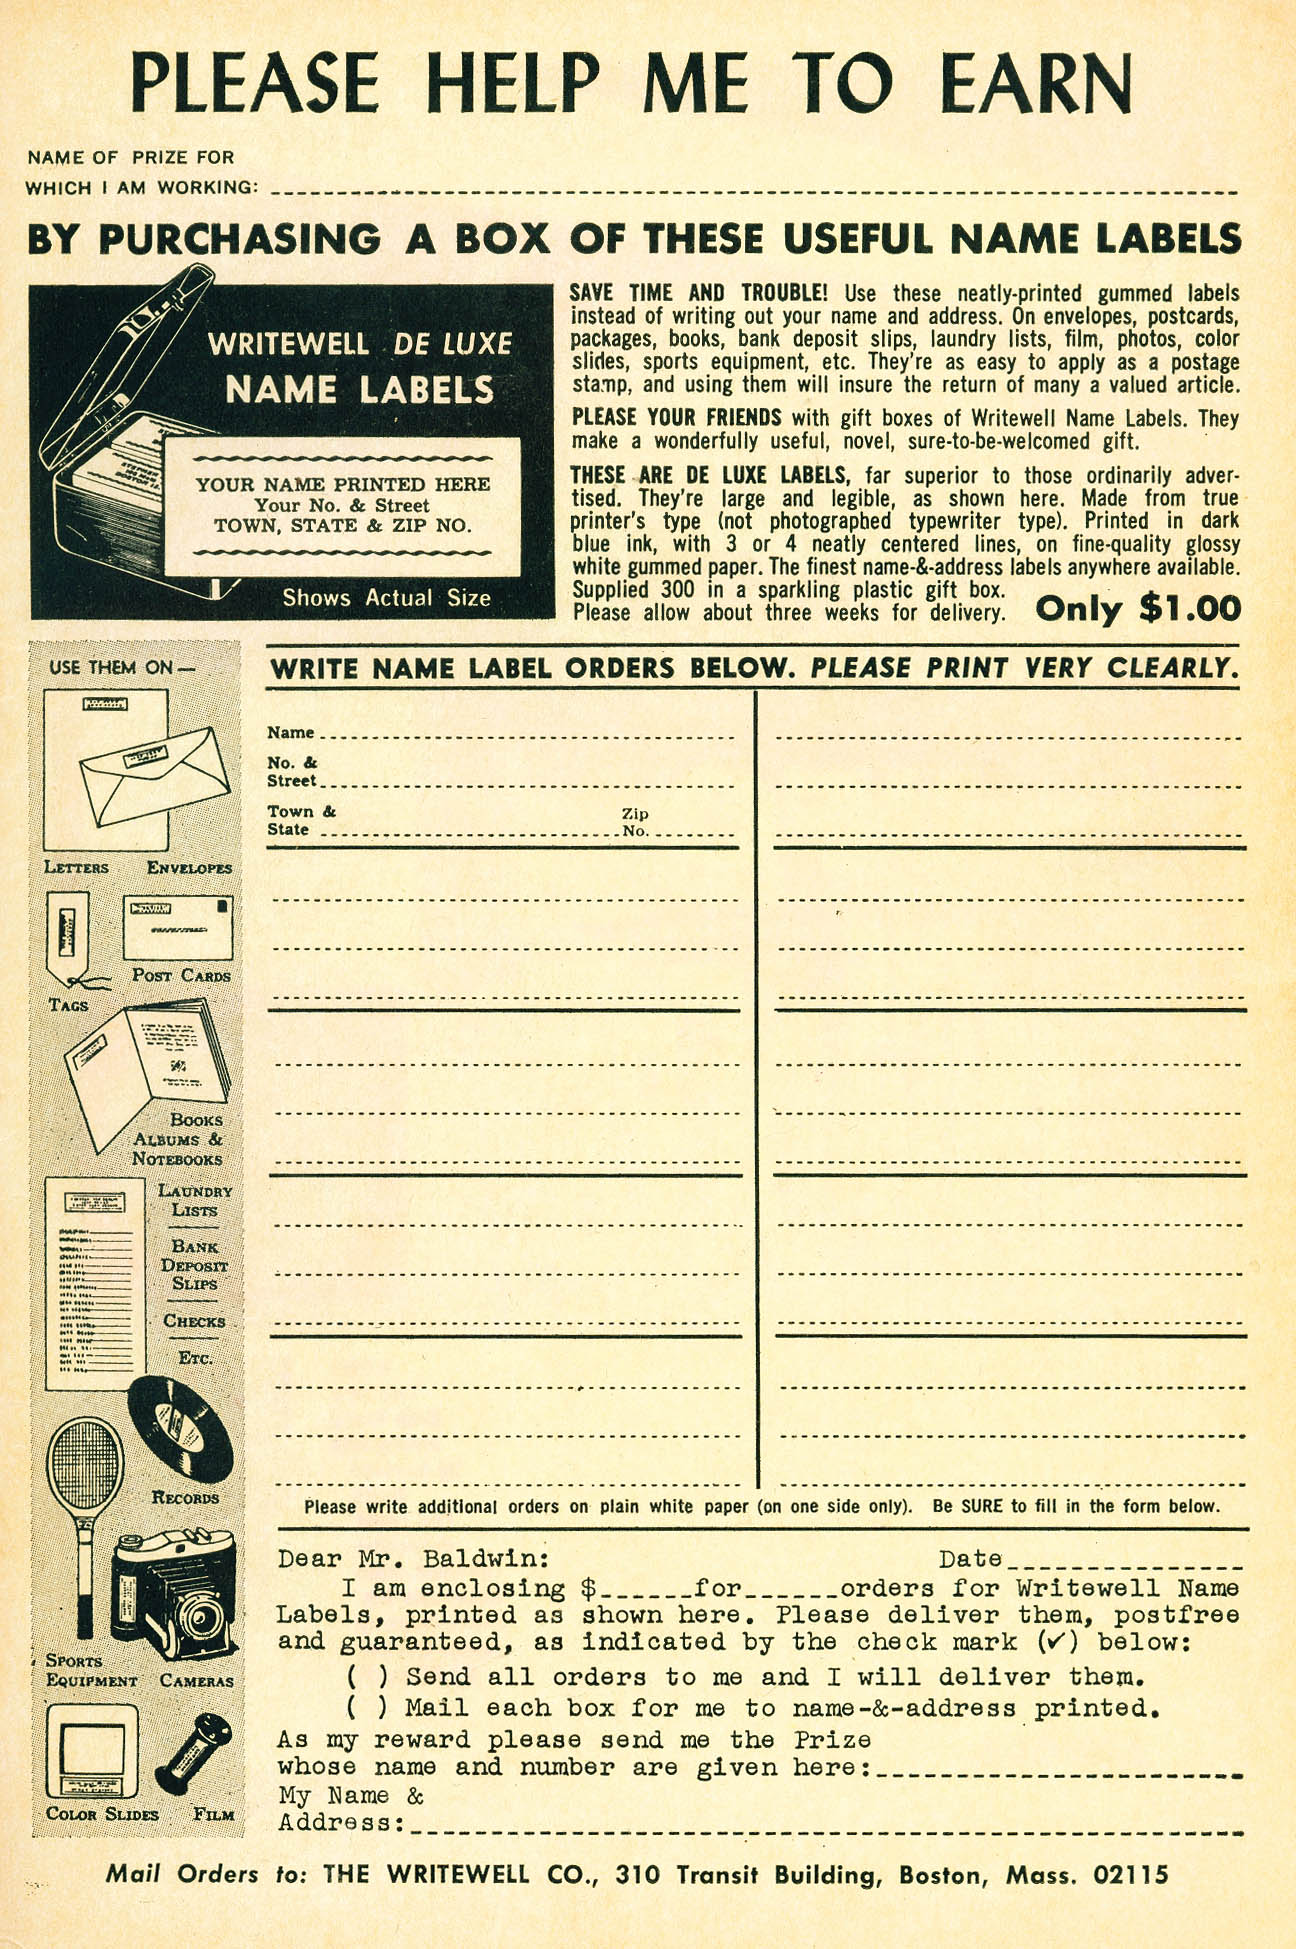 PLEASE HELP ME TO EARN
NAME OF PRIZE FOR
WHICH I AM WORKING:
BY PURCHASING A BOX OF THESE USEFUL NAME LABELS
WRITEWELL DE LUXE
NAME LABELS
YOUR NAME PRINTED HERE
Your No. & Street
TOWN, STATE & ZIP NO.
Shows Actual Size
SAVE TIME AND TROUBLE! Use these neatly-printed gummed labels
instead of writing out your name and address. On envelopes, postcards,
packages, books, bank deposit slips, laundry lists, film, photos, color
slides, sports equipment, etc. They're as easy to apply as a postage
stamp, and using them will insure the return of many a valued article.
PLEASE YOUR FRIENDS with gift boxes of Writewell Name Labels. They
make a wonderfully useful, novel, sure-to-be-welcomed gift.
THESE ARE DE LUXE LABELS, far superior to those ordinarily adver-
tised. They're large and legible, as shown here. Made from true
printer's type (not photographed typewriter type). Printed in dark
blue ink, with 3 or 4 neatly centered lines, on fine-quality glossy
white gummed paper. The finest name-&-address labels anywhere available.
Supplied 300 in a sparkling plastic gift box.
Please allow about three weeks for delivery. Only $1.00
USE THEM ON—
LETTERS ENVELOPES
POST CARDS
TAGS
BOOKS
ALBUMS &
NOTEBOOKS
LAUNDRY
LISTS
BANK
DEPOSIT
SLIPS
CHECKS
ETC.
RECORDS
SPORTS
EQUIPMENT CAMERAS
COLOR SLIDES FILM
WRITE NAME LABEL ORDERS BELOW. PLEASE PRINT VERY CLEARLY.
Name
No. &
Street
Town & Zip
State No.
Please write additional orders on plain white paper (on one side only). Be SURE to fill in the form below.
Dear Mr. Baldwin: Date
I am enclosing $ for orders for Writewell Name
Labels, printed as shown here. Please deliver them, postfree
and guaranteed, as indicated by the check mark (✓) below:
( ) Send all orders to me and I will deliver them.
( ) Mail each box for me to name-&-address printed.
As my reward please send me the Prize
whose name and number are given here:
My Name &
Address:
Mail Orders to: THE WRITEWELL CO., 310 Transit Building, Boston, Mass. 02115